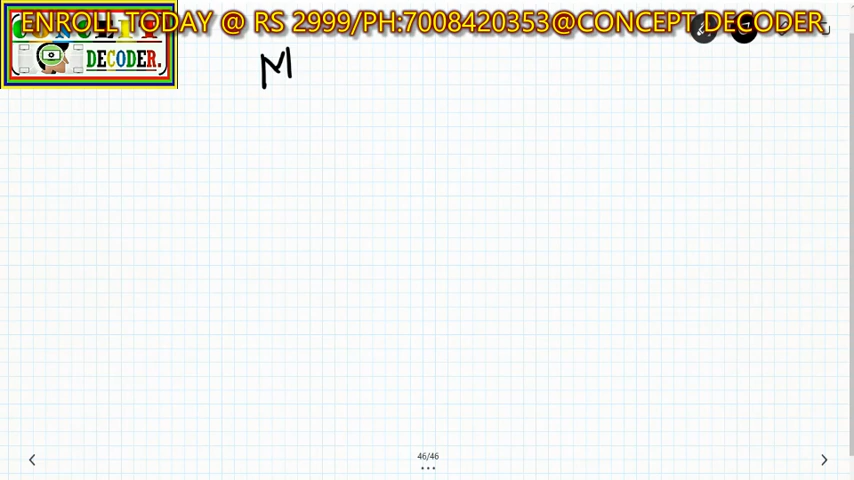 ENROLL TODAY @ RS 2999/PH:7008420353@CONCEPT DECODER.
DECODER.
M
46/46